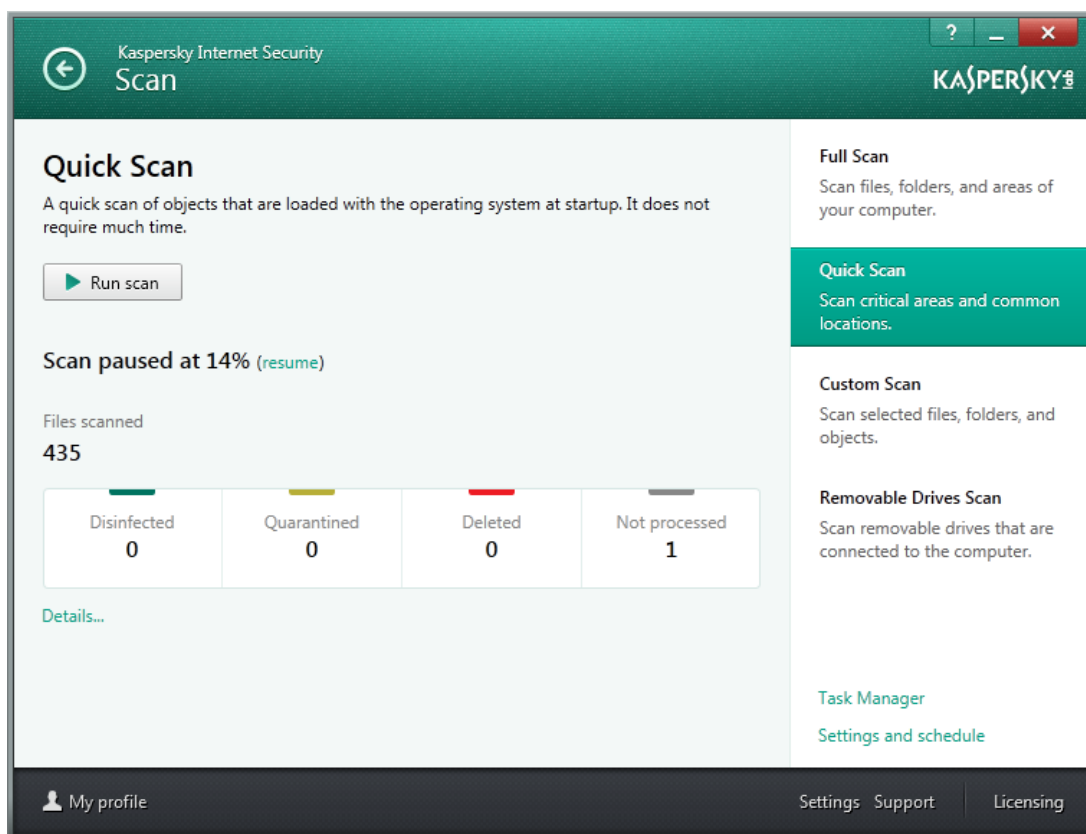 Kaspersky Internet Security
Scan
?
KASPERSKY lab
Quick Scan
A quick scan of objects that are loaded with the operating system at startup. It does not
require much time.
Run scan
Scan paused at 14% (resume)
Files scanned
435
Disinfected
0
Quarantined
0
Deleted
0
Not processed
1
Details...
Full Scan
Scan files, folders, and areas of
your computer.
Quick Scan
Scan critical areas and common
locations.
Custom Scan
Scan selected files, folders, and
objects.
Removable Drives Scan
Scan removable drives that are
connected to the computer.
Task Manager
Settings and schedule
My profile
Settings Support Licensing